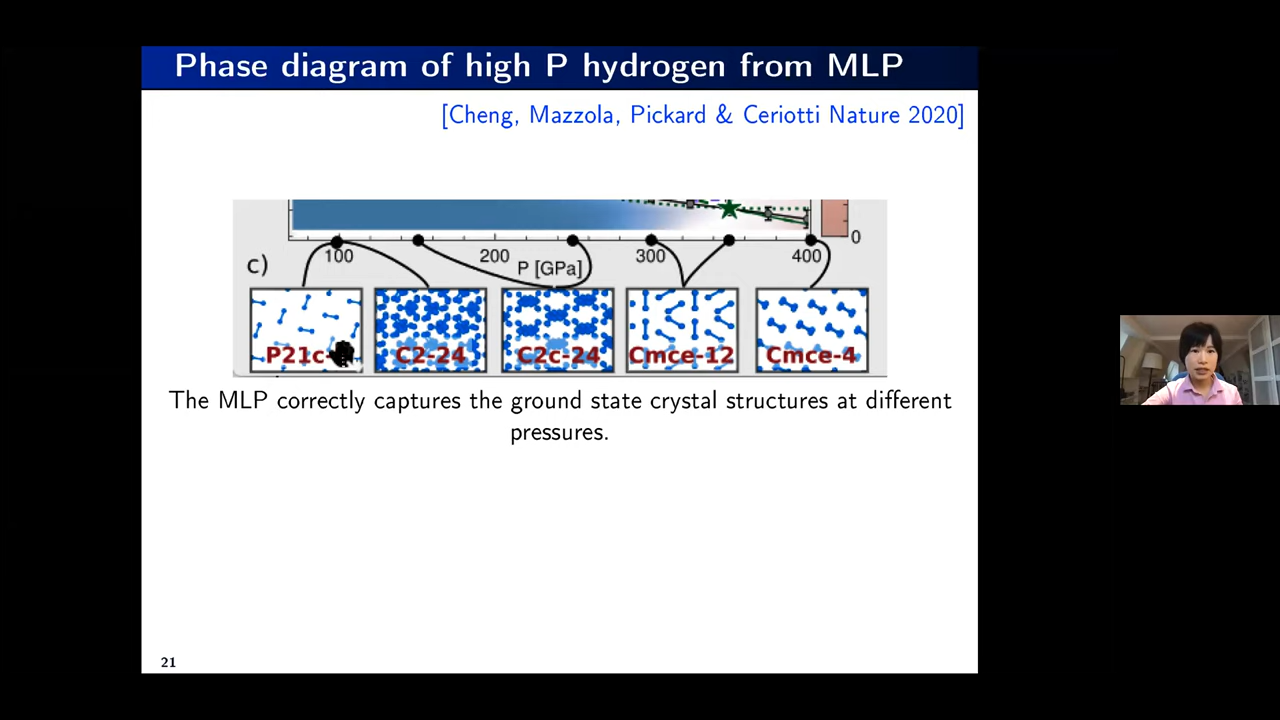 Phase diagram of high P hydrogen from MLP
[Cheng, Mazzola, Pickard & Ceriotti Nature 2020]
0
100 200 300 400
P [GPa]
c)
P21c- C2-24 C2c-24 Cmce-12 Cmce-4
The MLP correctly captures the ground state crystal structures at different
pressures.
21